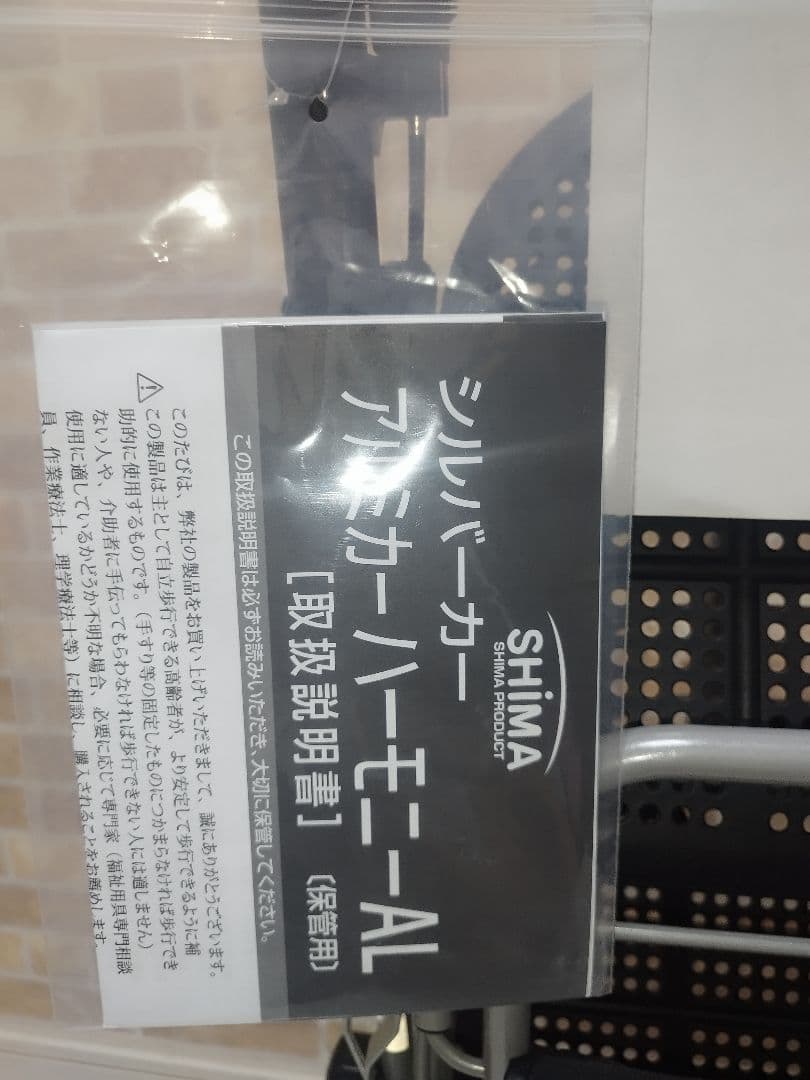 SHiMA
SHIMA PRODUCT
シルバーカー
アルミカーハーモニーAL
［取扱説明書］ 〔保管用〕
この取扱説明書は必ずお読みいただき、大切に保管してください。
このたびは、弊社の製品をお買い上げいただきまして、誠にありがとうございます。
この製品は主として自立歩行できる高齢者が、より安定して歩行できるように補
助的に使用するものです。（手すり等の固定したものにつかまらなければ歩行でき
ない人や、介助者に手伝ってもらわなければ歩行できない人には適しません）
使用に適しているかどうか不明な場合、必要に応じて専門家（福祉用具専門相談
員、作業療法士、理学療法士等）に相談し、購入されることをお薦めします。